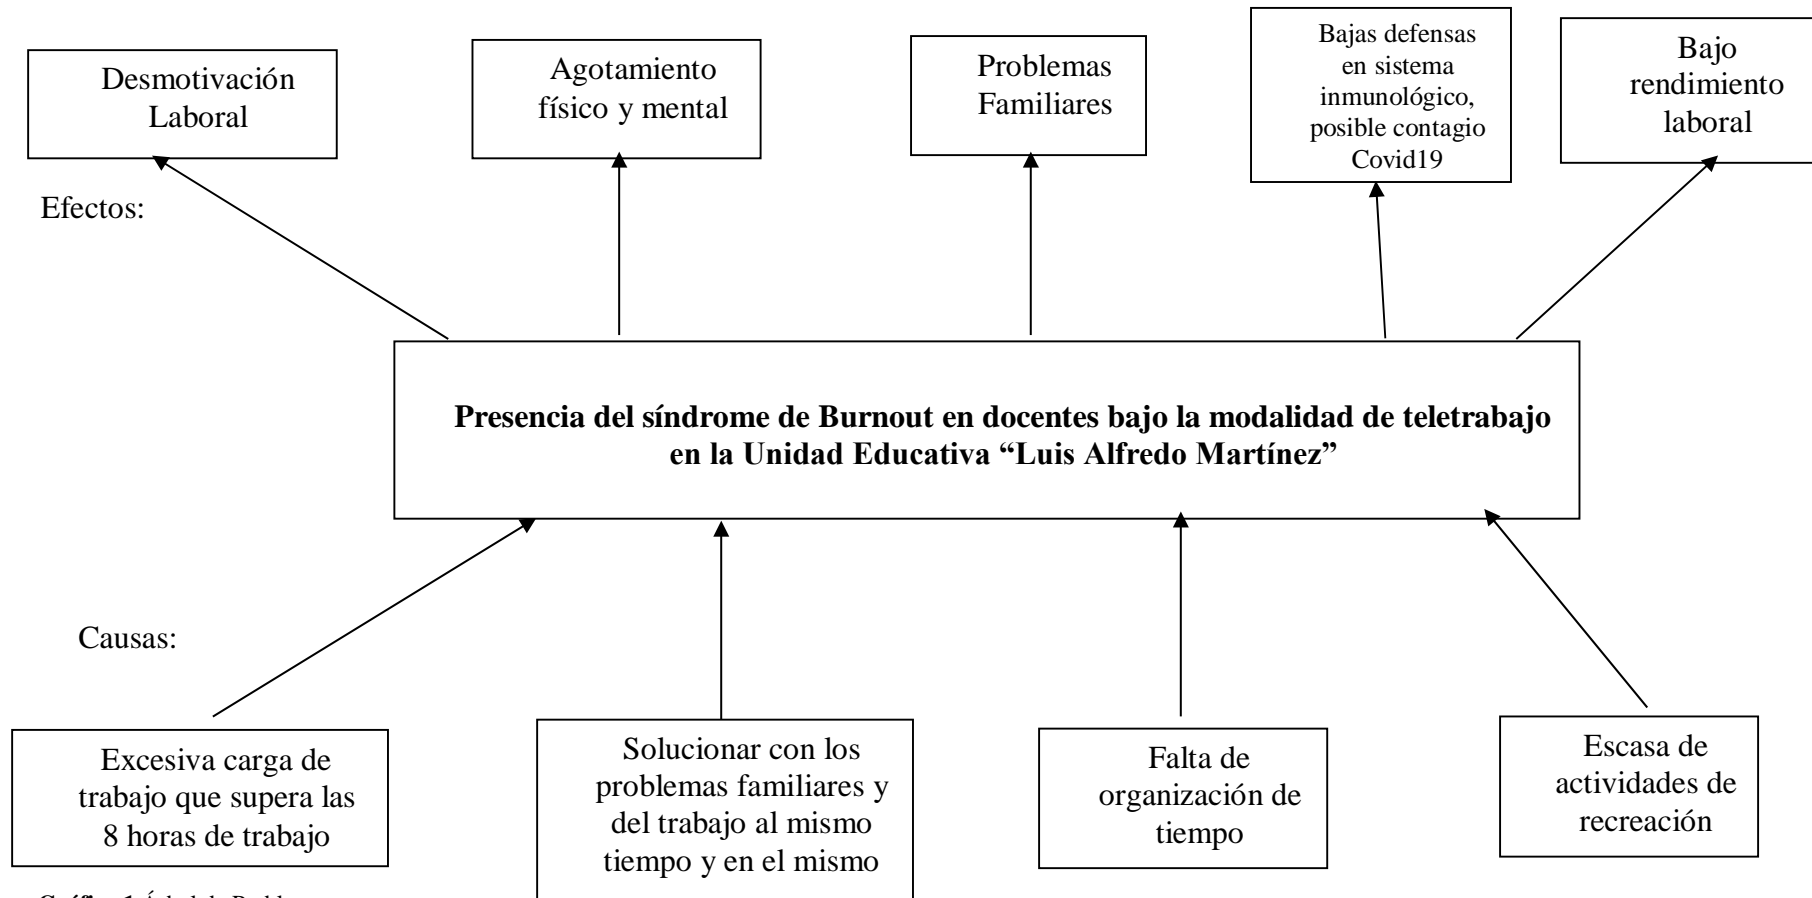 Desmotivación
Laboral
Agotamiento
físico y mental
Problemas
Familiares
Bajas defensas
en sistema
inmunológico,
posible contagio
Covid19
Bajo
rendimiento
laboral
Efectos:
Presencia del síndrome de Burnout en docentes bajo la modalidad de teletrabajo
en la Unidad Educativa “Luis Alfredo Martínez”
Causas:
Excesiva carga de
trabajo que supera las
8 horas de trabajo
Solucionar con los
problemas familiares y
del trabajo al mismo
tiempo y en el mismo
Falta de
organización de
tiempo
Escasa de
actividades de
recreación